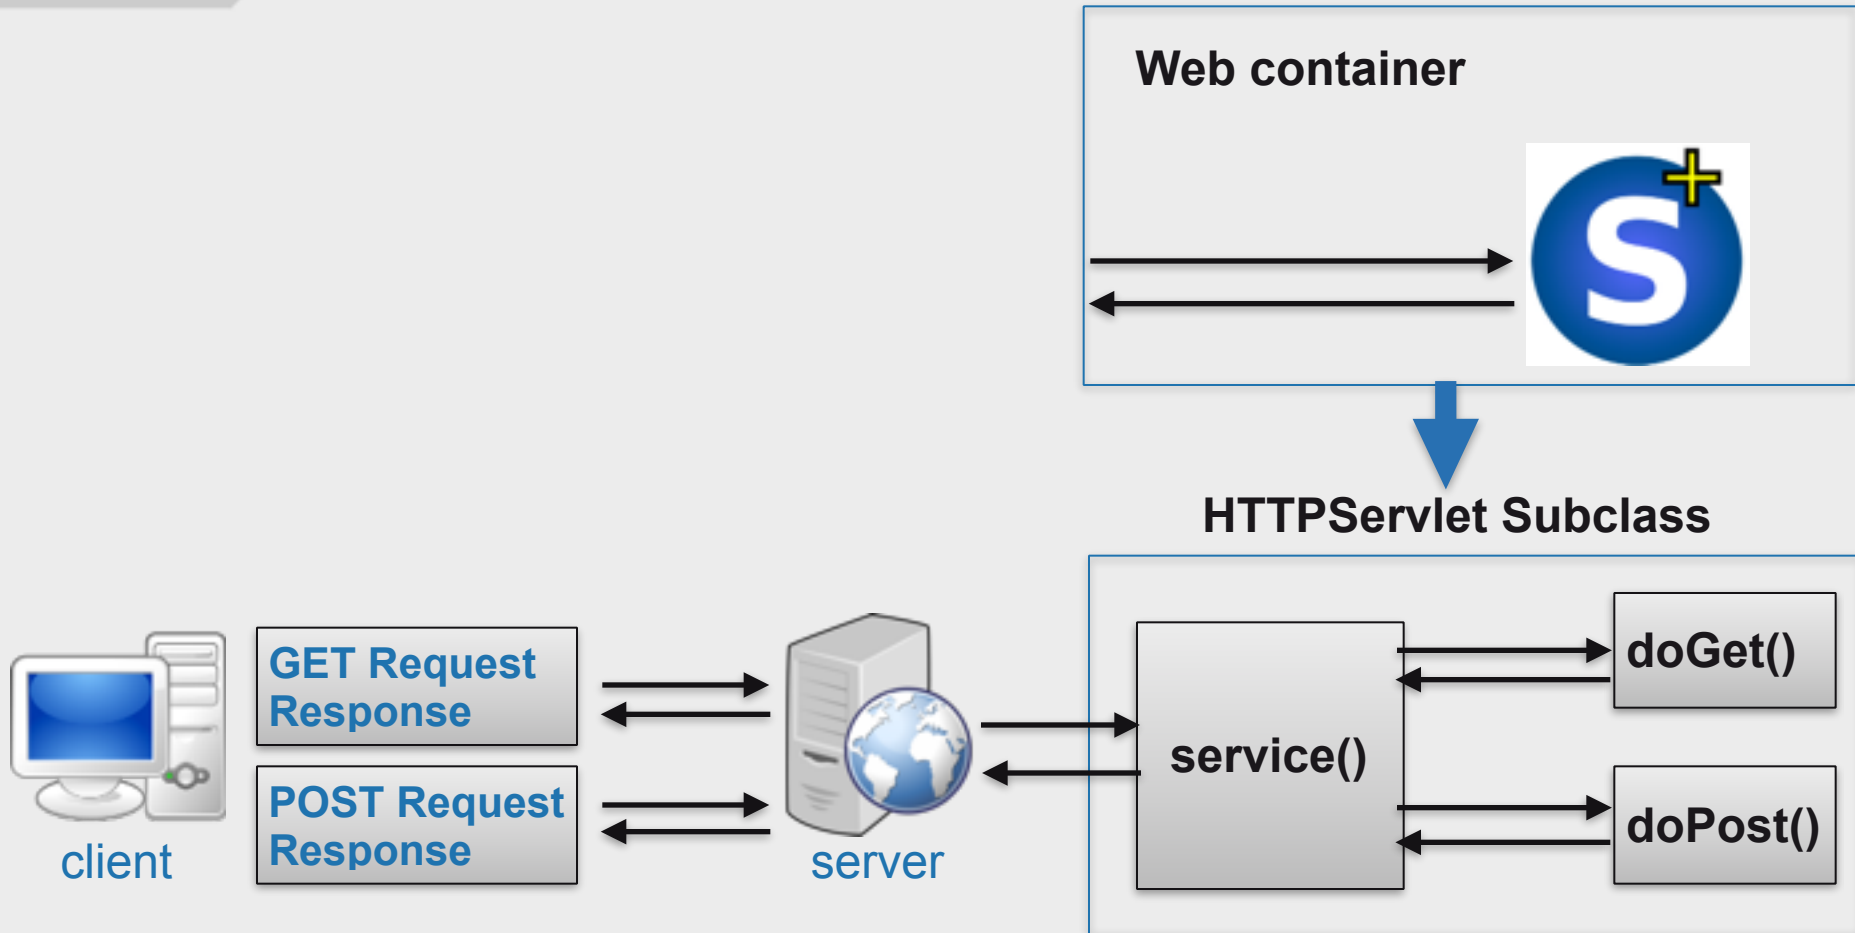 Web container
S
HTTPServlet Subclass
GET Request
Response
POST Request
Response
client
server
service()
doGet()
doPost()